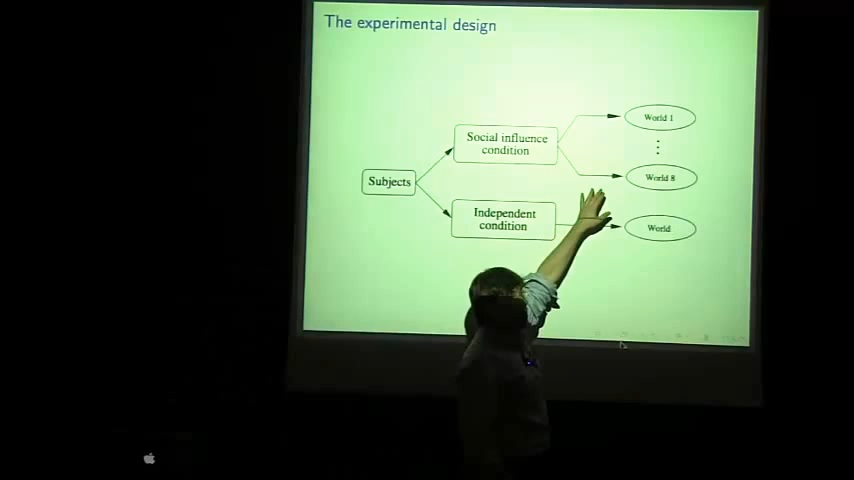 The experimental design
World 1
Social influence
condition
World 8
Subjects
Independent
condition
World